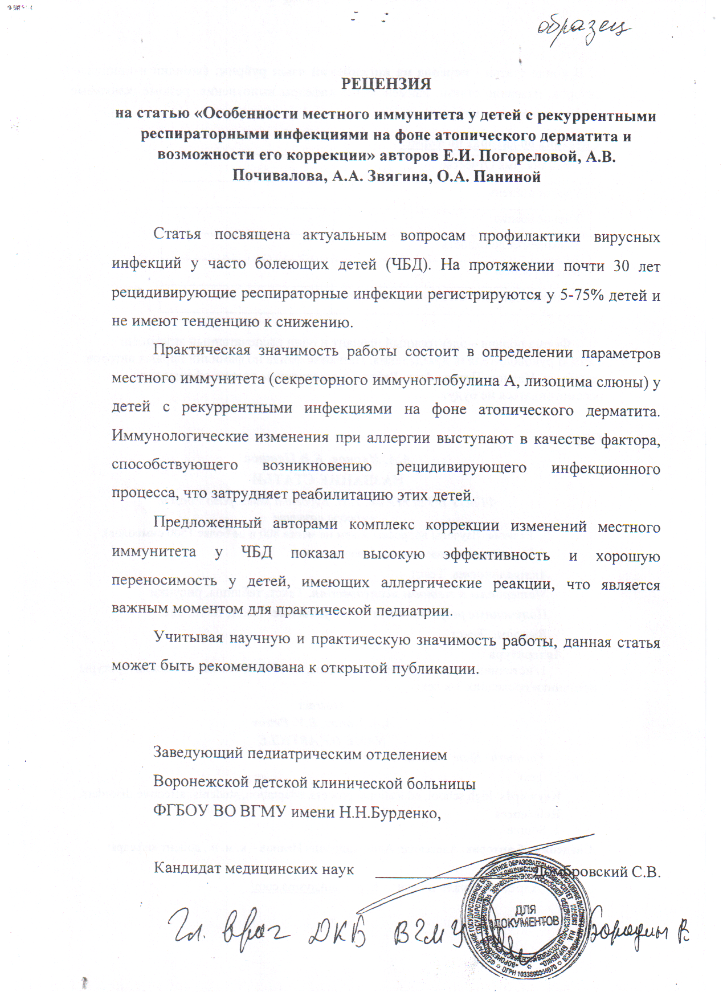 образец
РЕЦЕНЗИЯ
на статью «Особенности местного иммунитета у детей с рекуррентными
респираторными инфекциями на фоне атопического дерматита и
возможности его коррекции» авторов Е.И. Погореловой, А.В.
Почивалова, А.А. Звягина, О.А. Паниной
Статья посвящена актуальным вопросам профилактики вирусных
инфекций у часто болеющих детей (ЧБД). На протяжении почти 30 лет
рецидивирующие респираторные инфекции регистрируются у 5-75% детей и
не имеют тенденцию к снижению.
Практическая значимость работы состоит в определении параметров
местного иммунитета (секреторного иммуноглобулина А, лизоцима слюны) у
детей с рекуррентными инфекциями на фоне атопического дерматита.
Иммунологические изменения при аллергии выступают в качестве фактора,
способствующего возникновению рецидивирующего инфекционного
процесса, что затрудняет реабилитацию этих детей.
Предложенный авторами комплекс коррекции изменений местного
иммунитета у ЧБД показал высокую эффективность и хорошую
переносимость у детей, имеющих аллергические реакции, что является
важным моментом для практической педиатрии.
Учитывая научную и практическую значимость работы, данная статья
может быть рекомендована к открытой публикации.
Заведующий педиатрическим отделением
Воронежской детской клинической больницы
ФГБОУ ВО ВГМУ имени Н.Н.Бурденко,
Кандидат медицинских наук Домбровский С.В.
ДЛЯ
ДОКУМЕНТОВ
Гл. врач ДКБ ВГМУ